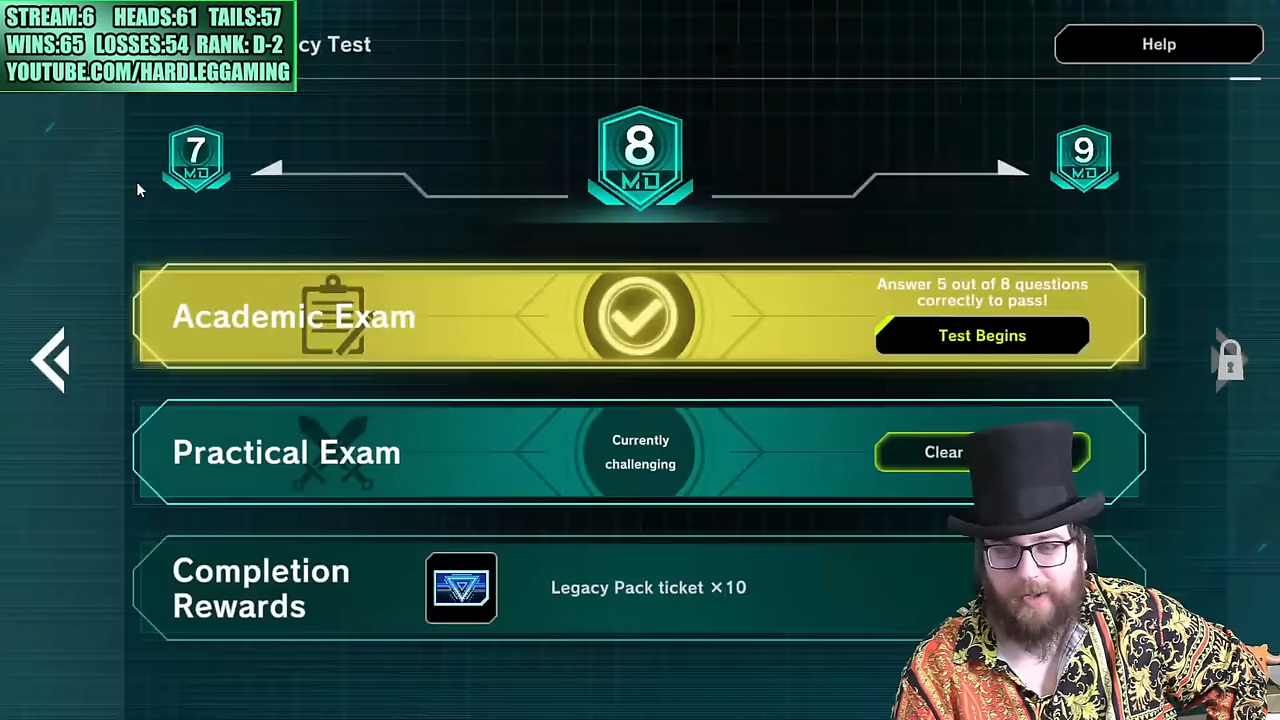 STREAM:6 HEADS:61 TAILS:57
WINS:65 LOSSES:54 RANK: D-2
YOUTUBE.COM/HARDLEGGAMING
cy Test
Help
7
MD
8
MD
9
MD
Academic Exam
Answer 5 out of 8 questions
correctly to pass!
Test Begins
Practical Exam
Currently
challenging
Clear
Completion
Rewards
Legacy Pack ticket ×10